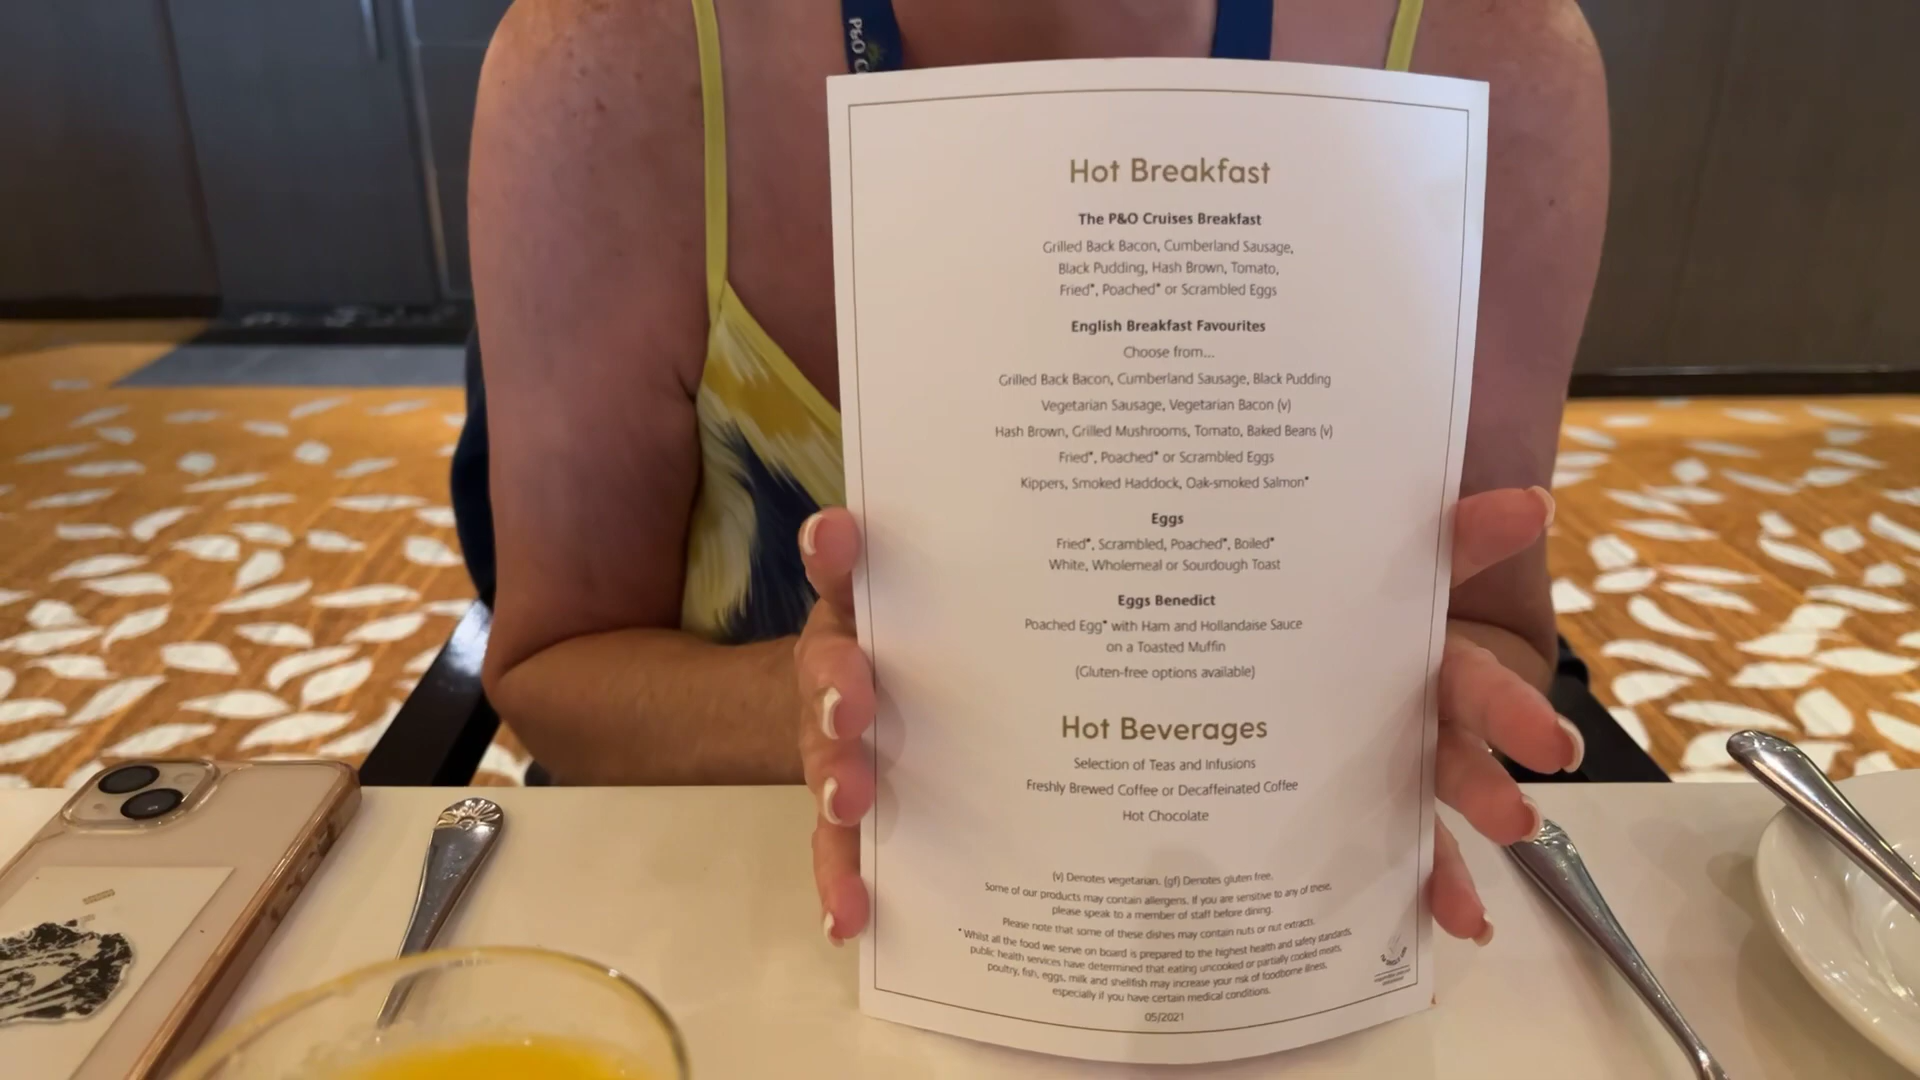 P&O C
Hot Breakfast
The P&O Cruises Breakfast
Grilled Back Bacon, Cumberland Sausage,
Black Pudding, Hash Brown, Tomato,
Fried*, Poached* or Scrambled Eggs
English Breakfast Favourites
Choose from...
Grilled Back Bacon, Cumberland Sausage, Black Pudding
Vegetarian Sausage, Vegetarian Bacon (v)
Hash Brown, Grilled Mushrooms, Tomato, Baked Beans (v)
Fried*, Poached* or Scrambled Eggs
Kippers, Smoked Haddock, Oak-smoked Salmon*
Eggs
Fried*, Scrambled, Poached*, Boiled*
White, Wholemeal or Sourdough Toast
Eggs Benedict
Poached Egg* with Ham and Hollandaise Sauce
on a Toasted Muffin
(Gluten-free options available)
Hot Beverages
Selection of Teas and Infusions
Freshly Brewed Coffee or Decaffeinated Coffee
Hot Chocolate
(v) Denotes vegetarian. (gf) Denotes gluten free.
Some of our products may contain allergens. If you are sensitive to any of these,
please speak to a member of staff before dining.
Please note that some of these dishes may contain nuts or nut extracts.
*Whilst all the food we serve on board is prepared to the highest health and safety standards,
public health services have determined that eating uncooked or partially cooked meats,
poultry, fish, eggs, milk and shellfish may increase your risk of foodborne illness,
especially if you have certain medical conditions.
05/2021